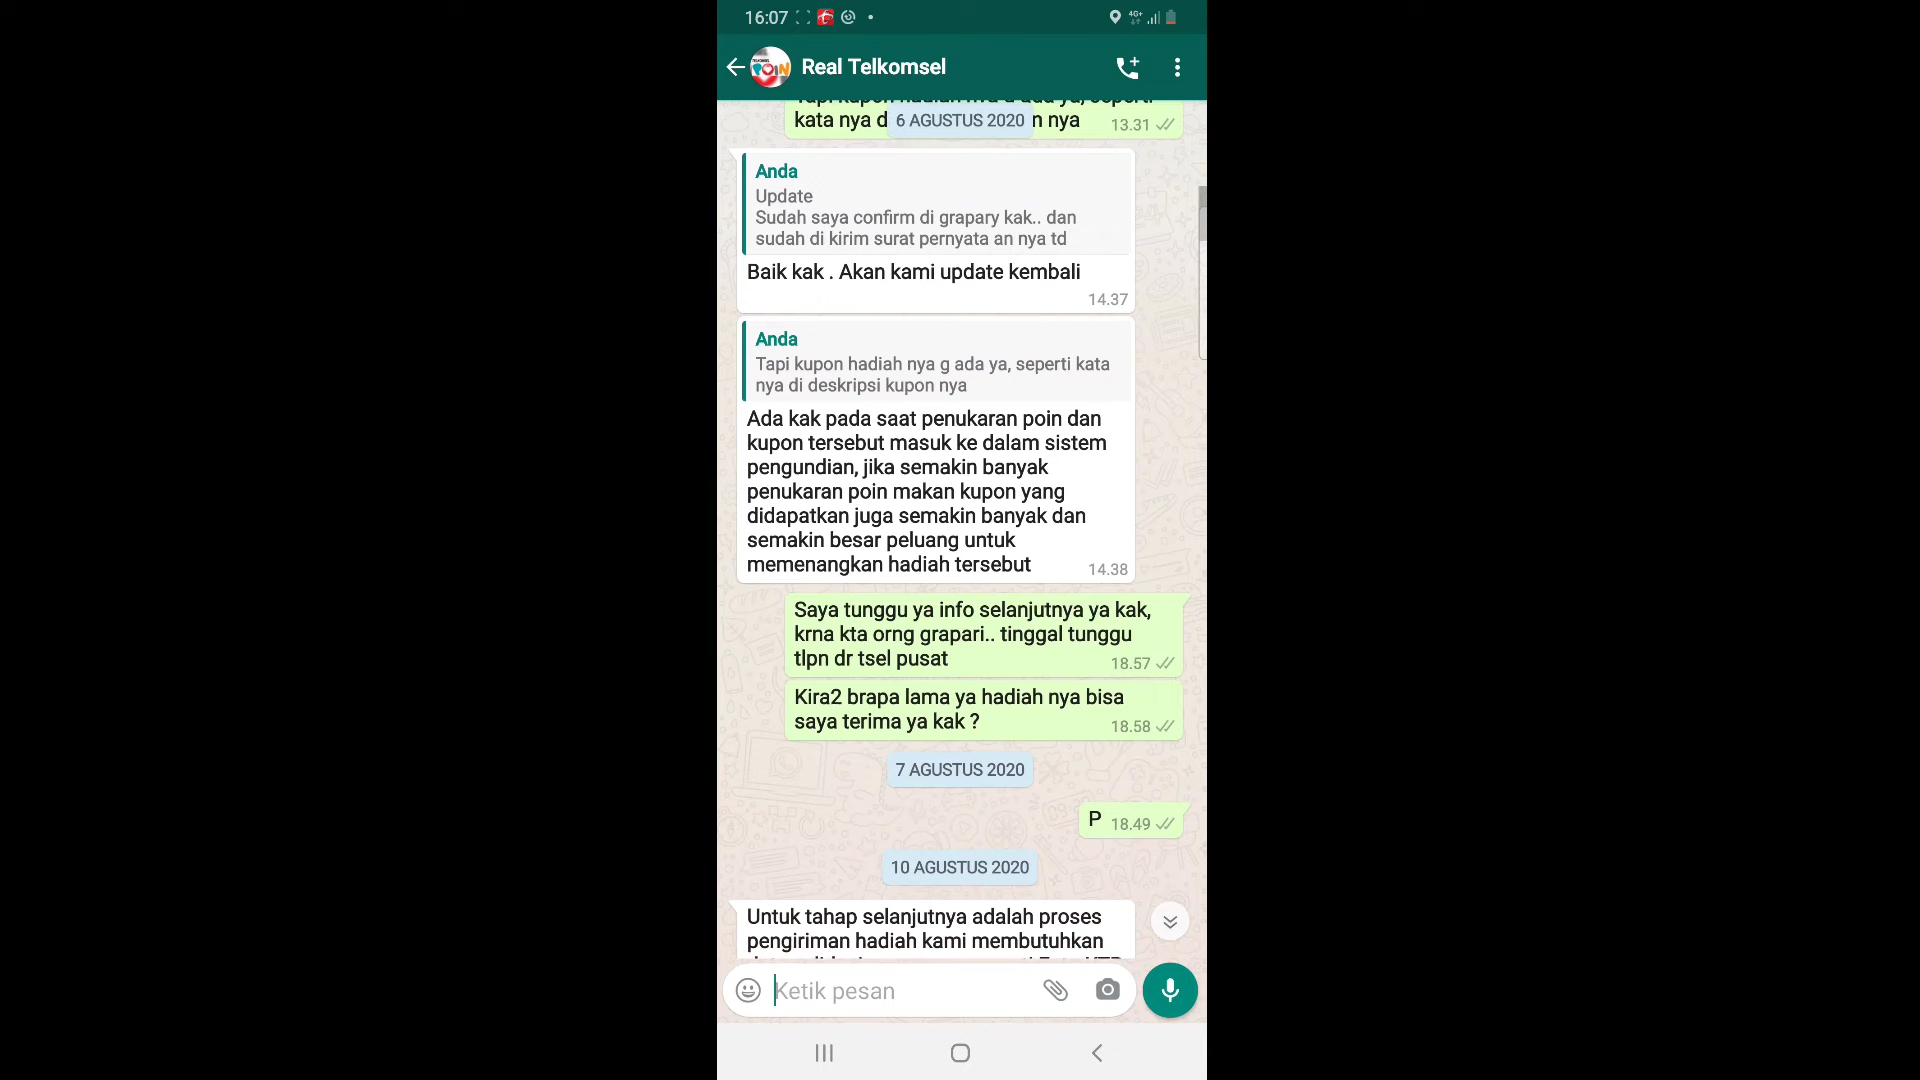 16:07
4G+
Real Telkomsel
kata nya d
6 AGUSTUS 2020
n nya
13.31
Anda
Update
Sudah saya confirm di grapary kak.. dan
sudah di kirim surat pernyata an nya td
Baik kak . Akan kami update kembali
14.37
Anda
Tapi kupon hadiah nya g ada ya, seperti kata
nya di deskripsi kupon nya
Ada kak pada saat penukaran poin dan
kupon tersebut masuk ke dalam sistem
pengundian, jika semakin banyak
penukaran poin makan kupon yang
didapatkan juga semakin banyak dan
semakin besar peluang untuk
memenangkan hadiah tersebut
14.38
Saya tunggu ya info selanjutnya ya kak,
krna kta orng grapari.. tinggal tunggu
tlpn dr tsel pusat
18.57
Kira2 brapa lama ya hadiah nya bisa
saya terima ya kak ?
18.58
7 AGUSTUS 2020
P
18.49
10 AGUSTUS 2020
Untuk tahap selanjutnya adalah proses
pengiriman hadiah kami membutuhkan
Ketik pesan